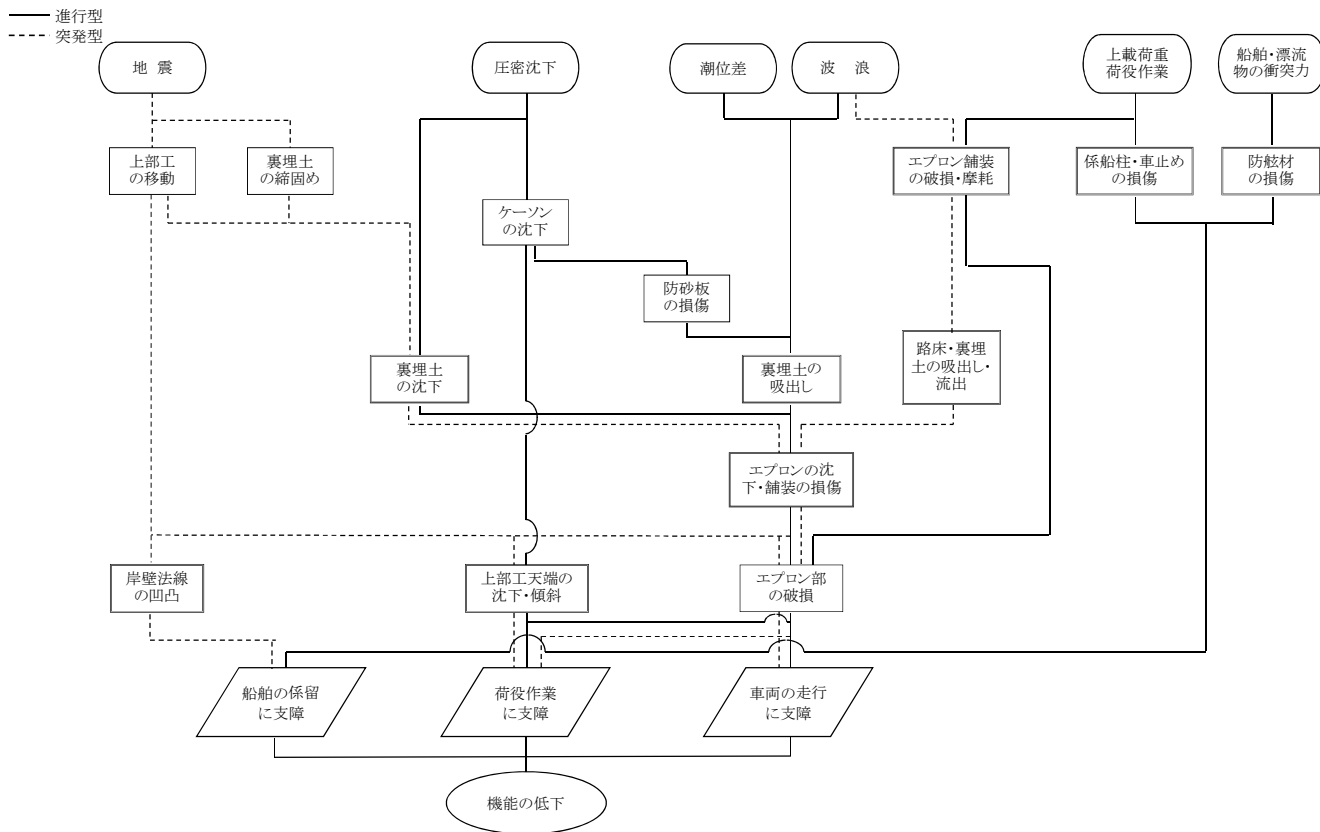 進行型
突発型
地 震
圧密沈下
潮位差
波 浪
上載荷重
荷役作業
船舶・漂流
物の衝突力
上部工
の移動
裏埋土
の締固め
エプロン舗装
の破損・摩耗
係船柱・車止め
の損傷
防舷材
の損傷
ケーソン
の沈下
防砂板
の損傷
裏埋土
の沈下
裏埋土の
吸出し
路床・裏埋
土の吸出し・
流出
エプロンの沈
下・舗装の損傷
岸壁法線
の凹凸
上部工天端の
沈下・傾斜
エプロン部
の破損
船舶の係留
に支障
荷役作業
に支障
車両の走行
に支障
機能の低下